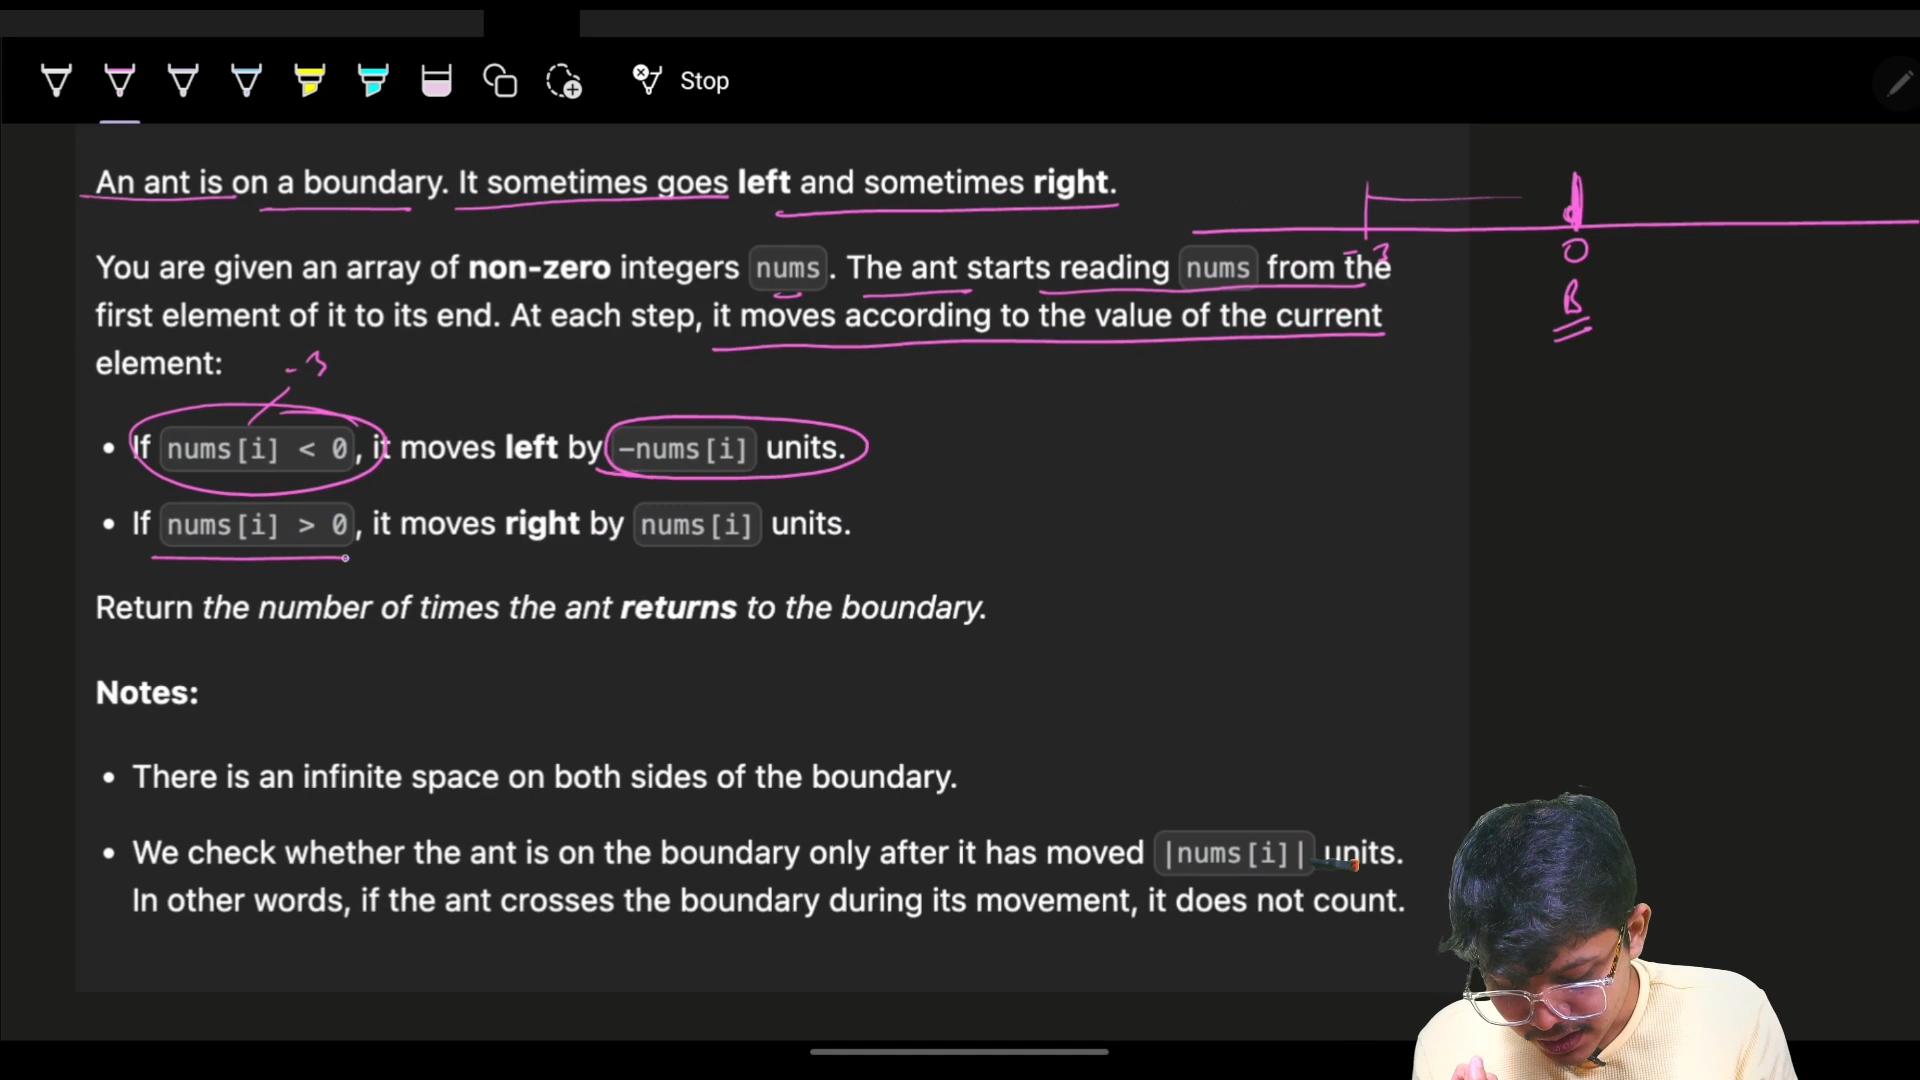 Stop
An ant is on a boundary. It sometimes goes left and sometimes right.
You are given an array of non-zero integers nums. The ant starts reading nums from the
first element of it to its end. At each step, it moves according to the value of the current
element:
-3
• If nums[i] < 0, it moves left by -nums[i] units.
• If nums[i] > 0, it moves right by nums[i] units.
Return the number of times the ant returns to the boundary.
Notes:
• There is an infinite space on both sides of the boundary.
• We check whether the ant is on the boundary only after it has moved |nums[i]| units.
In other words, if the ant crosses the boundary during its movement, it does not count.
-3
0
B